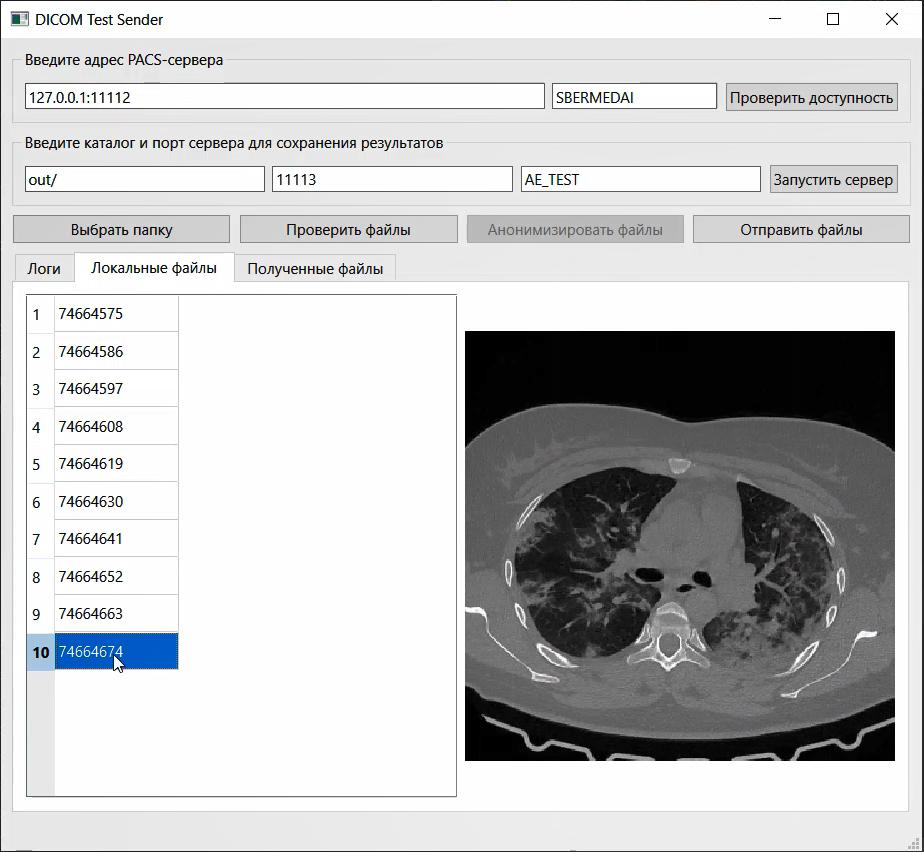 DICOM Test Sender
Введите адрес PACS-сервера
127.0.0.1:11112 SBERMEDAI Проверить доступность
Введите каталог и порт сервера для сохранения результатов
out/ 11113 AE_TEST Запустить сервер
Выбрать папку Проверить файлы Анонимизировать файлы Отправить файлы
Логи Локальные файлы Полученные файлы
1 74664575
2 74664586
3 74664597
4 74664608
5 74664619
6 74664630
7 74664641
8 74664652
9 74664663
10 74664674